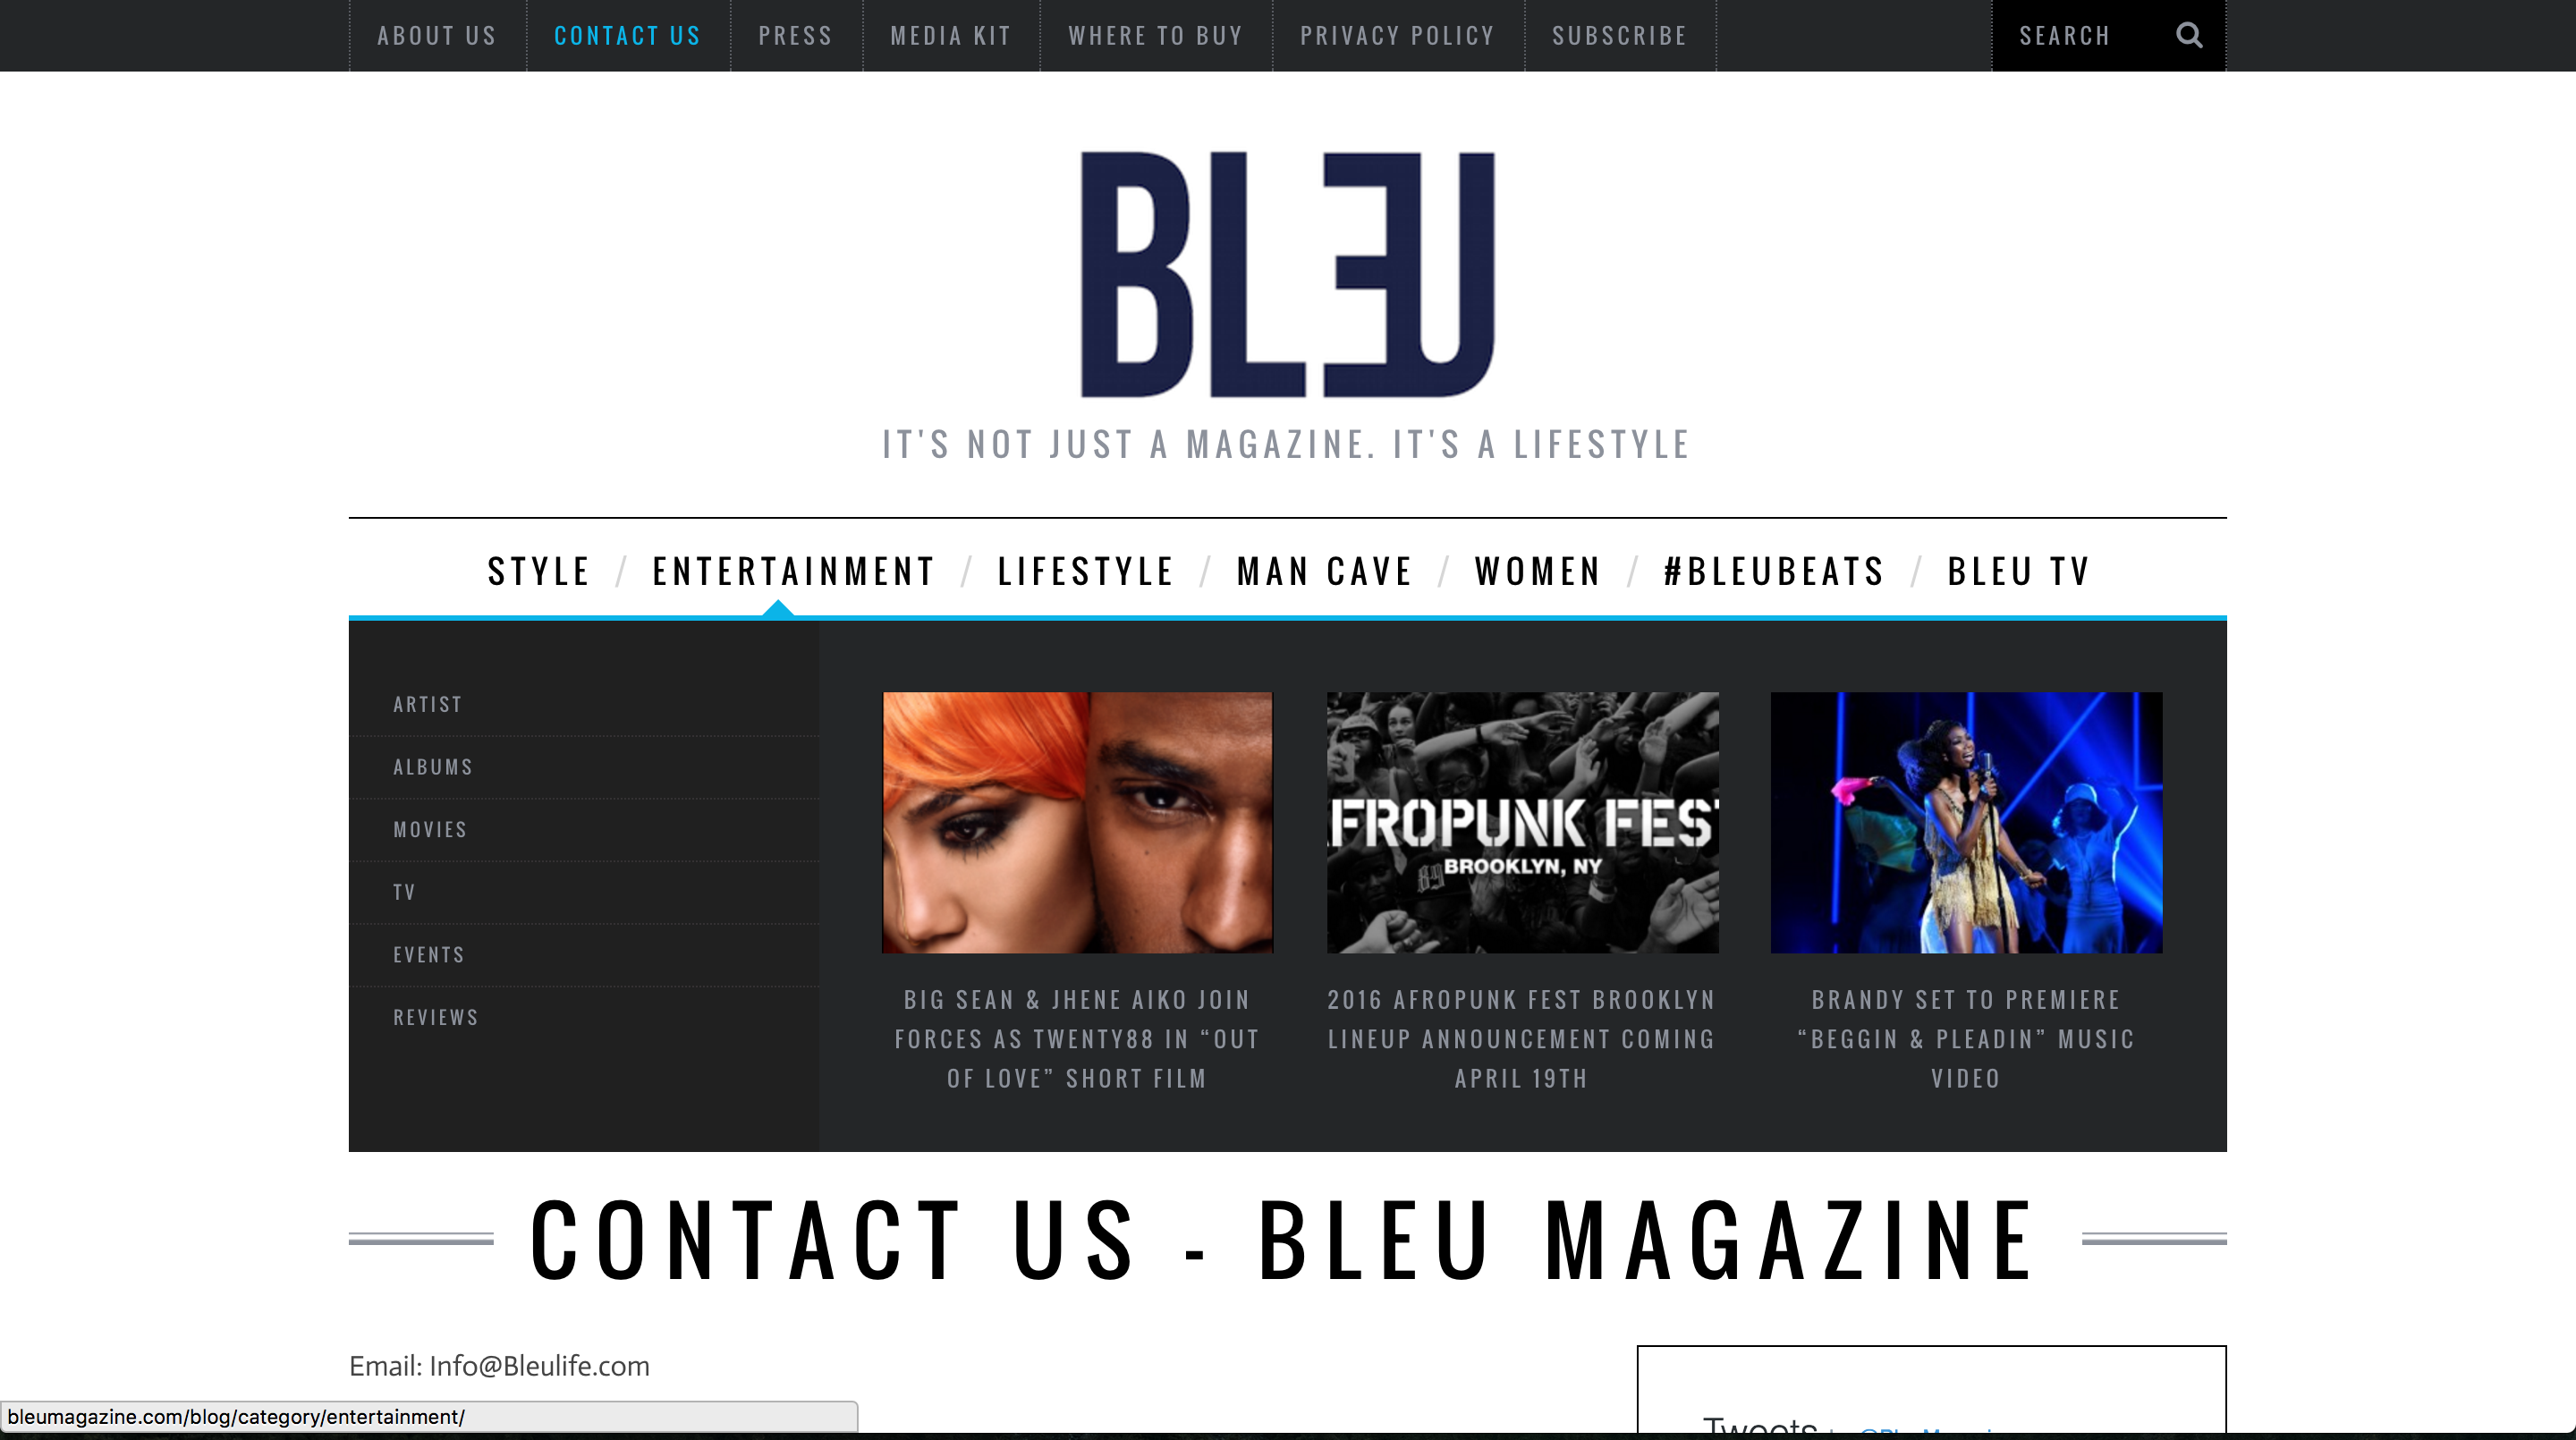 ABOUT US
CONTACT US
PRESS
MEDIA KIT
WHERE TO BUY
PRIVACY POLICY
SUBSCRIBE
SEARCH
BLEU
IT'S NOT JUST A MAGAZINE. IT'S A LIFESTYLE
STYLE / ENTERTAINMENT / LIFESTYLE / MAN CAVE / WOMEN / #BLEUBEATS / BLEU TV
ARTIST
ALBUMS
MOVIES
TV
EVENTS
REVIEWS
BIG SEAN & JHENE AIKO JOIN
FORCES AS TWENTY88 IN “OUT
OF LOVE” SHORT FILM
FROPUNK FEST
BROOKLYN, NY
2016 AFROPUNK FEST BROOKLYN
LINEUP ANNOUNCEMENT COMING
APRIL 19TH
BRANDY SET TO PREMIERE
“BEGGIN & PLEADIN” MUSIC
VIDEO
CONTACT US - BLEU MAGAZINE
Email: Info@Bleulife.com
Tweets
bleumagazine.com/blog/category/entertainment/